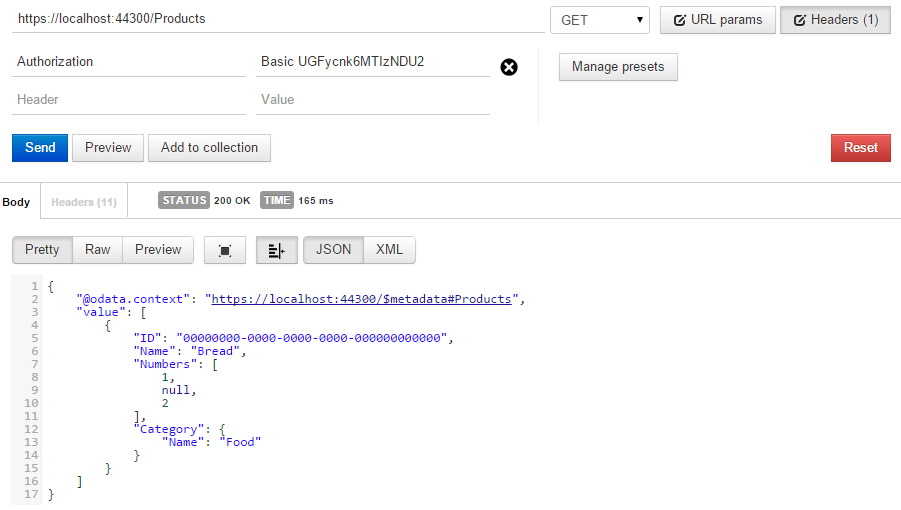 https://localhost:44300/Products GET URL params Headers (1)
Authorization Basic UGFycnk6MTIzNDU2 Manage presets
Header Value
Send Preview Add to collection Reset
Body Headers (11) STATUS 200 OK TIME 165 ms
Pretty Raw Preview JSON XML
1 {
2 "@odata.context": "https://localhost:44300/$metadata#Products",
3 "value": [
4 {
5 "ID": "00000000-0000-0000-0000-000000000000",
6 "Name": "Bread",
7 "Numbers": [
8 1,
9 null,
10 2
11 ],
12 "Category": {
13 "Name": "Food"
14 }
15 }
16 ]
17 }